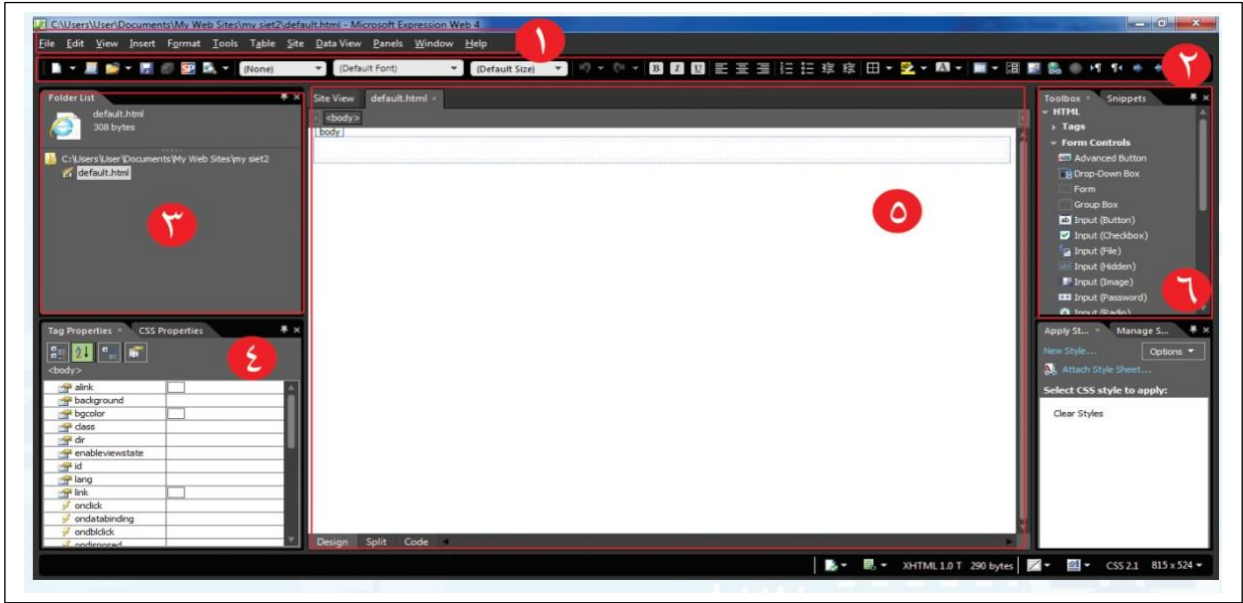 C:\Users\User\Documents\My Web Sites\my siet2\default.html - Microsoft Expression Web 4
File Edit View Insert Format Tools Table Site Data View Panels Window Help
١
(None) (Default Font) (Default Size) B I U
٢
Folder List
default.html
308 bytes
C:\Users\User\Documents\My Web Sites\my siet2
default.html
٣
Tag Properties CSS Properties
٤
<body>
alink
background
bgcolor
class
dir
enableviewstate
id
lang
link
onclick
ondatabinding
ondblclick
ondisposed
Site View default.html
<body>
body
٥
Design Split Code
Toolbox Snippets
HTML
Tags
Form Controls
Advanced Button
Drop-Down Box
Form
Group Box
Input (Button)
Input (Checkbox)
Input (File)
Input (Hidden)
Input (Image)
Input (Password)
Input (Radio)
٦
Apply St... Manage S...
New Style... Options
Attach Style Sheet...
Select CSS style to apply:
Clear Styles
XHTML 1.0 T 290 bytes CSS 2.1 815 x 524